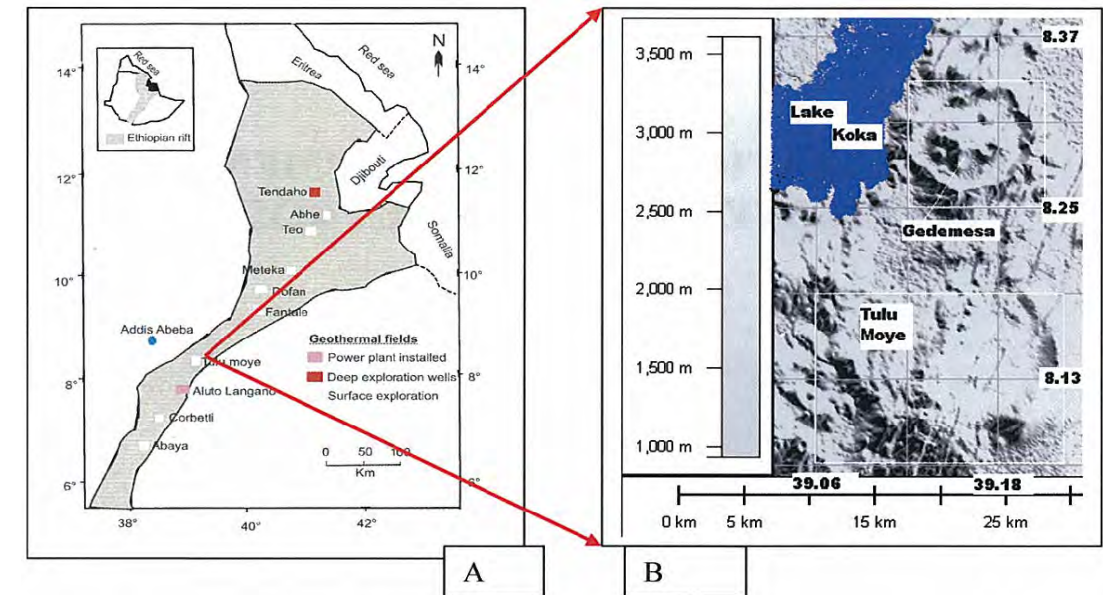 N
14°
14°
Red sea
Eritrea
Red sea
Ethiopian rift
12°
12°
Djibouti
Tendaho
Abhe
Teo
Somalia
10°
10°
Meteka
Dofan
Fantale
Addis Abeba
Geothermal fields
Tulu moye
Power plant installed
8°
8°
Aluto Langano
Deep exploration wells
Surface exploration
Corbetti
Abaya
0 50 100
Km
6°
6°
38°
40°
42°
A
3,500 m
3,000 m
2,500 m
2,000 m
1,500 m
1,000 m
8.37
Lake
Koka
8.25
Gedemesa
Tulu
Moye
8.13
39.06
39.18
0 km
5 km
15 km
25 km
B